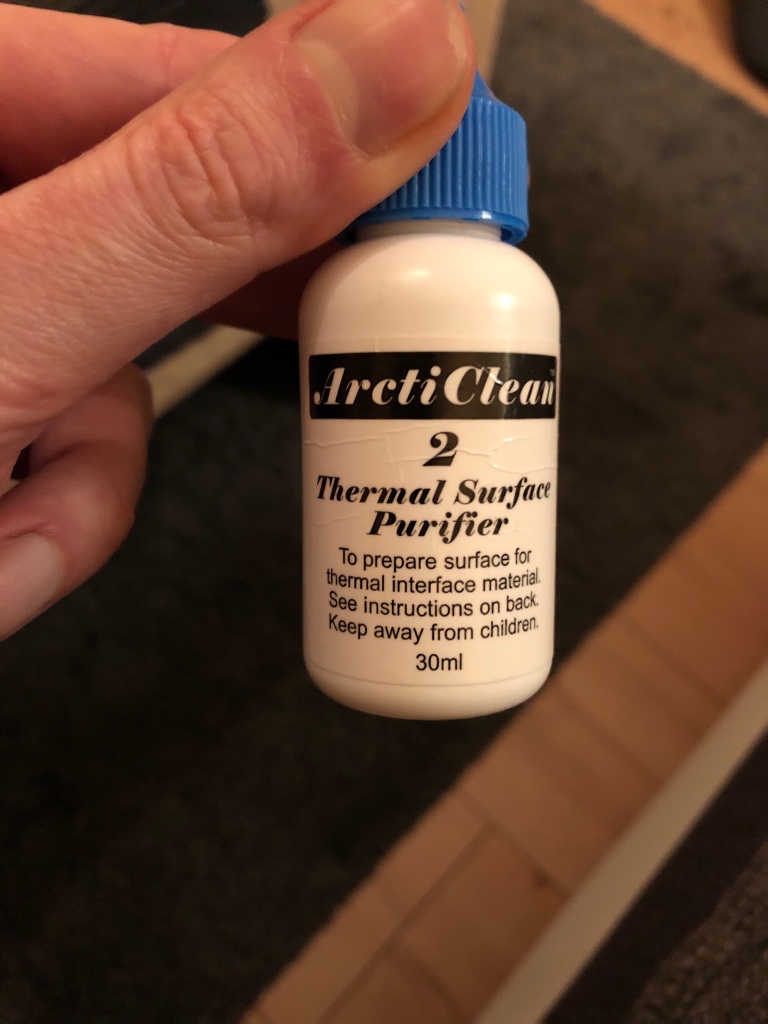 ArctiClean™
2
Thermal Surface
Purifier
To prepare surface for
thermal interface material.
See instructions on back.
Keep away from children.
30ml